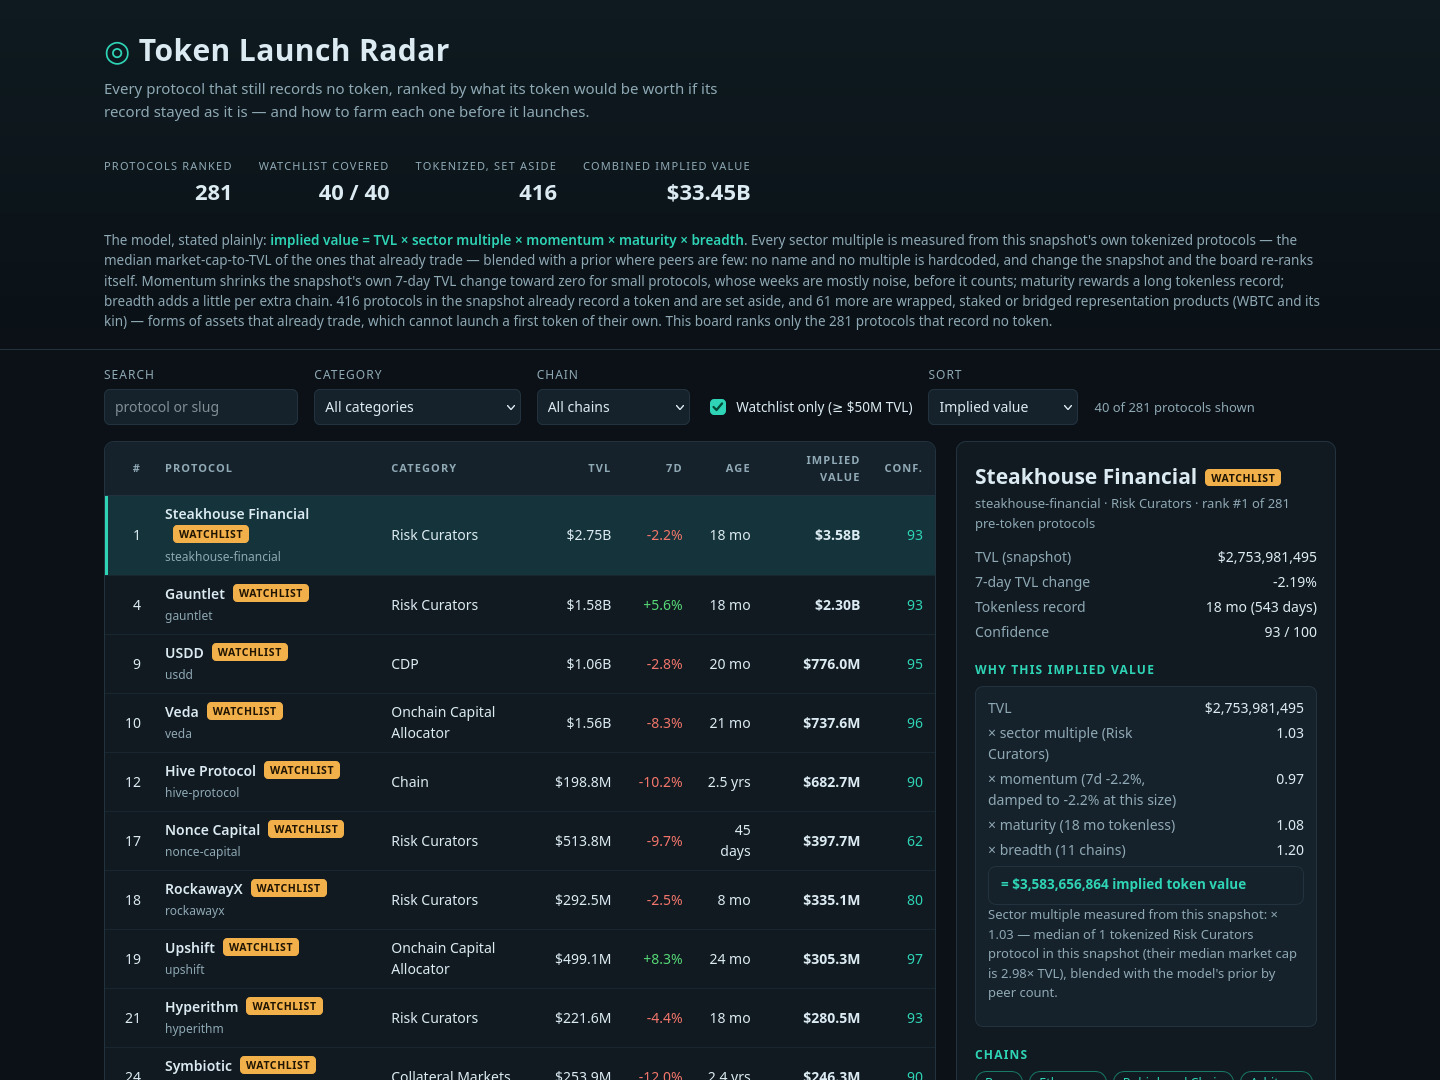 ◎ Token Launch Radar
Every protocol that still records no token, ranked by what its token would be worth if its
record stayed as it is — and how to farm each one before it launches.
PROTOCOLS RANKED WATCHLIST COVERED TOKENIZED, SET ASIDE COMBINED IMPLIED VALUE
281 40 / 40 416 $33.45B
The model, stated plainly: implied value = TVL × sector multiple × momentum × maturity × breadth. Every sector multiple is measured from this snapshot's own tokenized protocols — the
median market-cap-to-TVL of the ones that already trade — blended with a prior where peers are few: no name and no multiple is hardcoded, and change the snapshot and the board re-ranks
itself. Momentum shrinks the snapshot's own 7-day TVL change toward zero for small protocols, whose weeks are mostly noise, before it counts; maturity rewards a long tokenless record;
breadth adds a little per extra chain. 416 protocols in the snapshot already record a token and are set aside, and 61 more are wrapped, staked or bridged representation products (WBTC and its
kin) — forms of assets that already trade, which cannot launch a first token of their own. This board ranks only the 281 protocols that record no token.
SEARCH CATEGORY CHAIN SORT
protocol or slug All categories All chains Watchlist only (≥ $50M TVL) Implied value 40 of 281 protocols shown
# PROTOCOL CATEGORY TVL 7D AGE IMPLIED VALUE CONF.
Steakhouse Financial
WATCHLIST
1 Risk Curators $2.75B -2.2% 18 mo $3.58B 93
steakhouse-financial
Gauntlet WATCHLIST
4 Risk Curators $1.58B +5.6% 18 mo $2.30B 93
gauntlet
USDD WATCHLIST
9 CDP $1.06B -2.8% 20 mo $776.0M 95
usdd
Veda WATCHLIST
10 Onchain Capital Allocator $1.56B -8.3% 21 mo $737.6M 96
veda
Hive Protocol WATCHLIST
12 Chain $198.8M -10.2% 2.5 yrs $682.7M 90
hive-protocol
Nonce Capital WATCHLIST
17 Risk Curators $513.8M -9.7% 45 days $397.7M 62
nonce-capital
RockawayX WATCHLIST
18 Risk Curators $292.5M -2.5% 8 mo $335.1M 80
rockawayx
Upshift WATCHLIST
19 Onchain Capital Allocator $499.1M +8.3% 24 mo $305.3M 97
upshift
Hyperithm WATCHLIST
21 Risk Curators $221.6M -4.4% 18 mo $280.5M 93
hyperithm
Symbiotic WATCHLIST
24 Collateral Markets $253.9M -12.0% 2.4 yrs $246.3M 90
Steakhouse Financial WATCHLIST
steakhouse-financial · Risk Curators · rank #1 of 281
pre-token protocols
TVL (snapshot) $2,753,981,495
7-day TVL change -2.19%
Tokenless record 18 mo (543 days)
Confidence 93 / 100
WHY THIS IMPLIED VALUE
TVL $2,753,981,495
× sector multiple (Risk 1.03
Curators)
× momentum (7d -2.2%, 0.97
damped to -2.2% at this size)
× maturity (18 mo tokenless) 1.08
× breadth (11 chains) 1.20
= $3,583,656,864 implied token value
Sector multiple measured from this snapshot: ×
1.03 — median of 1 tokenized Risk Curators
protocol in this snapshot (their median market cap
is 2.98× TVL), blended with the model's prior by
peer count.
CHAINS